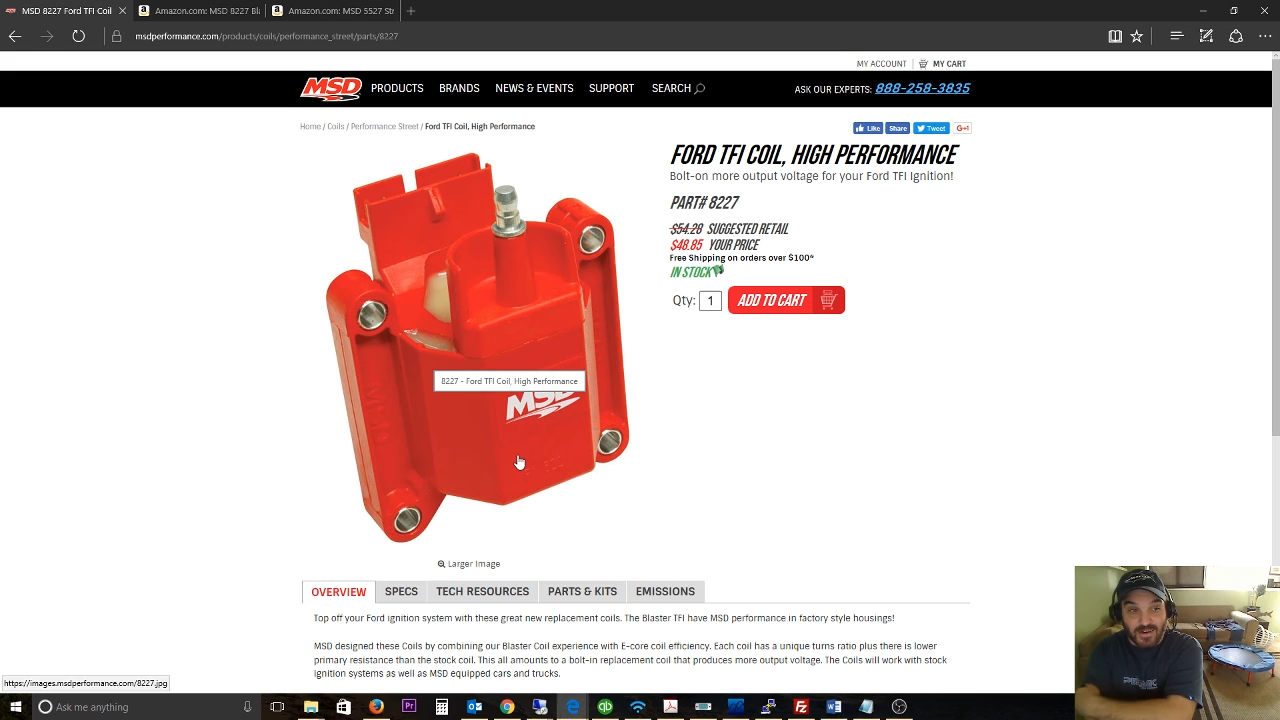 MSD 8227 Ford TFI Coil
Amazon.com: MSD 8227 Bla
Amazon.com: MSD 5527 Str
msdperformance.com/products/coils/performance_street/parts/8227
MY ACCOUNT | MY CART
MSD
PRODUCTS
BRANDS
NEWS & EVENTS
SUPPORT
SEARCH
ASK OUR EXPERTS: 888-258-3835
Home / Coils / Performance Street / Ford TFI Coil, High Performance
Like
Share
Tweet
G+1
FORD TFI COIL, HIGH PERFORMANCE
Bolt-on more output voltage for your Ford TFI Ignition!
PART# 8227
$54.28 SUGGESTED RETAIL
$48.85 YOUR PRICE
Free Shipping on orders over $100*
IN STOCK
Qty: 1
ADD TO CART
8227 - Ford TFI Coil, High Performance
MSD
Larger Image
OVERVIEW
SPECS
TECH RESOURCES
PARTS & KITS
EMISSIONS
Top off your Ford ignition system with these great new replacement coils. The Blaster TFI have MSD performance in factory style housings!
MSD designed these Coils by combining our Blaster Coil experience with E-core coil efficiency. Each coil has a unique turns ratio plus there is lower
primary resistance than the stock coil. This all amounts to a bolt-in replacement coil that produces more output voltage. The Coils will work with stock
ignition systems as well as MSD equipped cars and trucks.
https://images.msdperformance.com/8227.jpg
Ask me anything